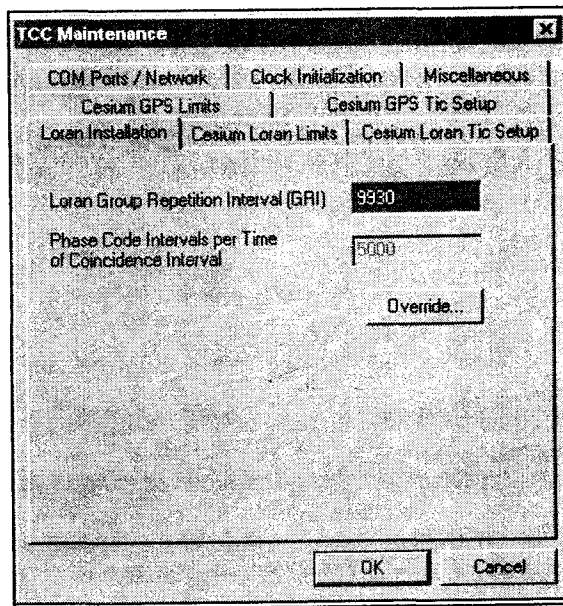 TCC Maintenance
COM Ports / Network
Clock Initialization
Miscellaneous
Cesium GPS Limits
Cesium GPS Tic Setup
Loran Installation
Cesium Loran Limits
Cesium Loran Tic Setup
Loran Group Repetition Interval (GRI)
9930
Phase Code Intervals per Time
of Coincidence Interval
5000
Override...
OK
Cancel